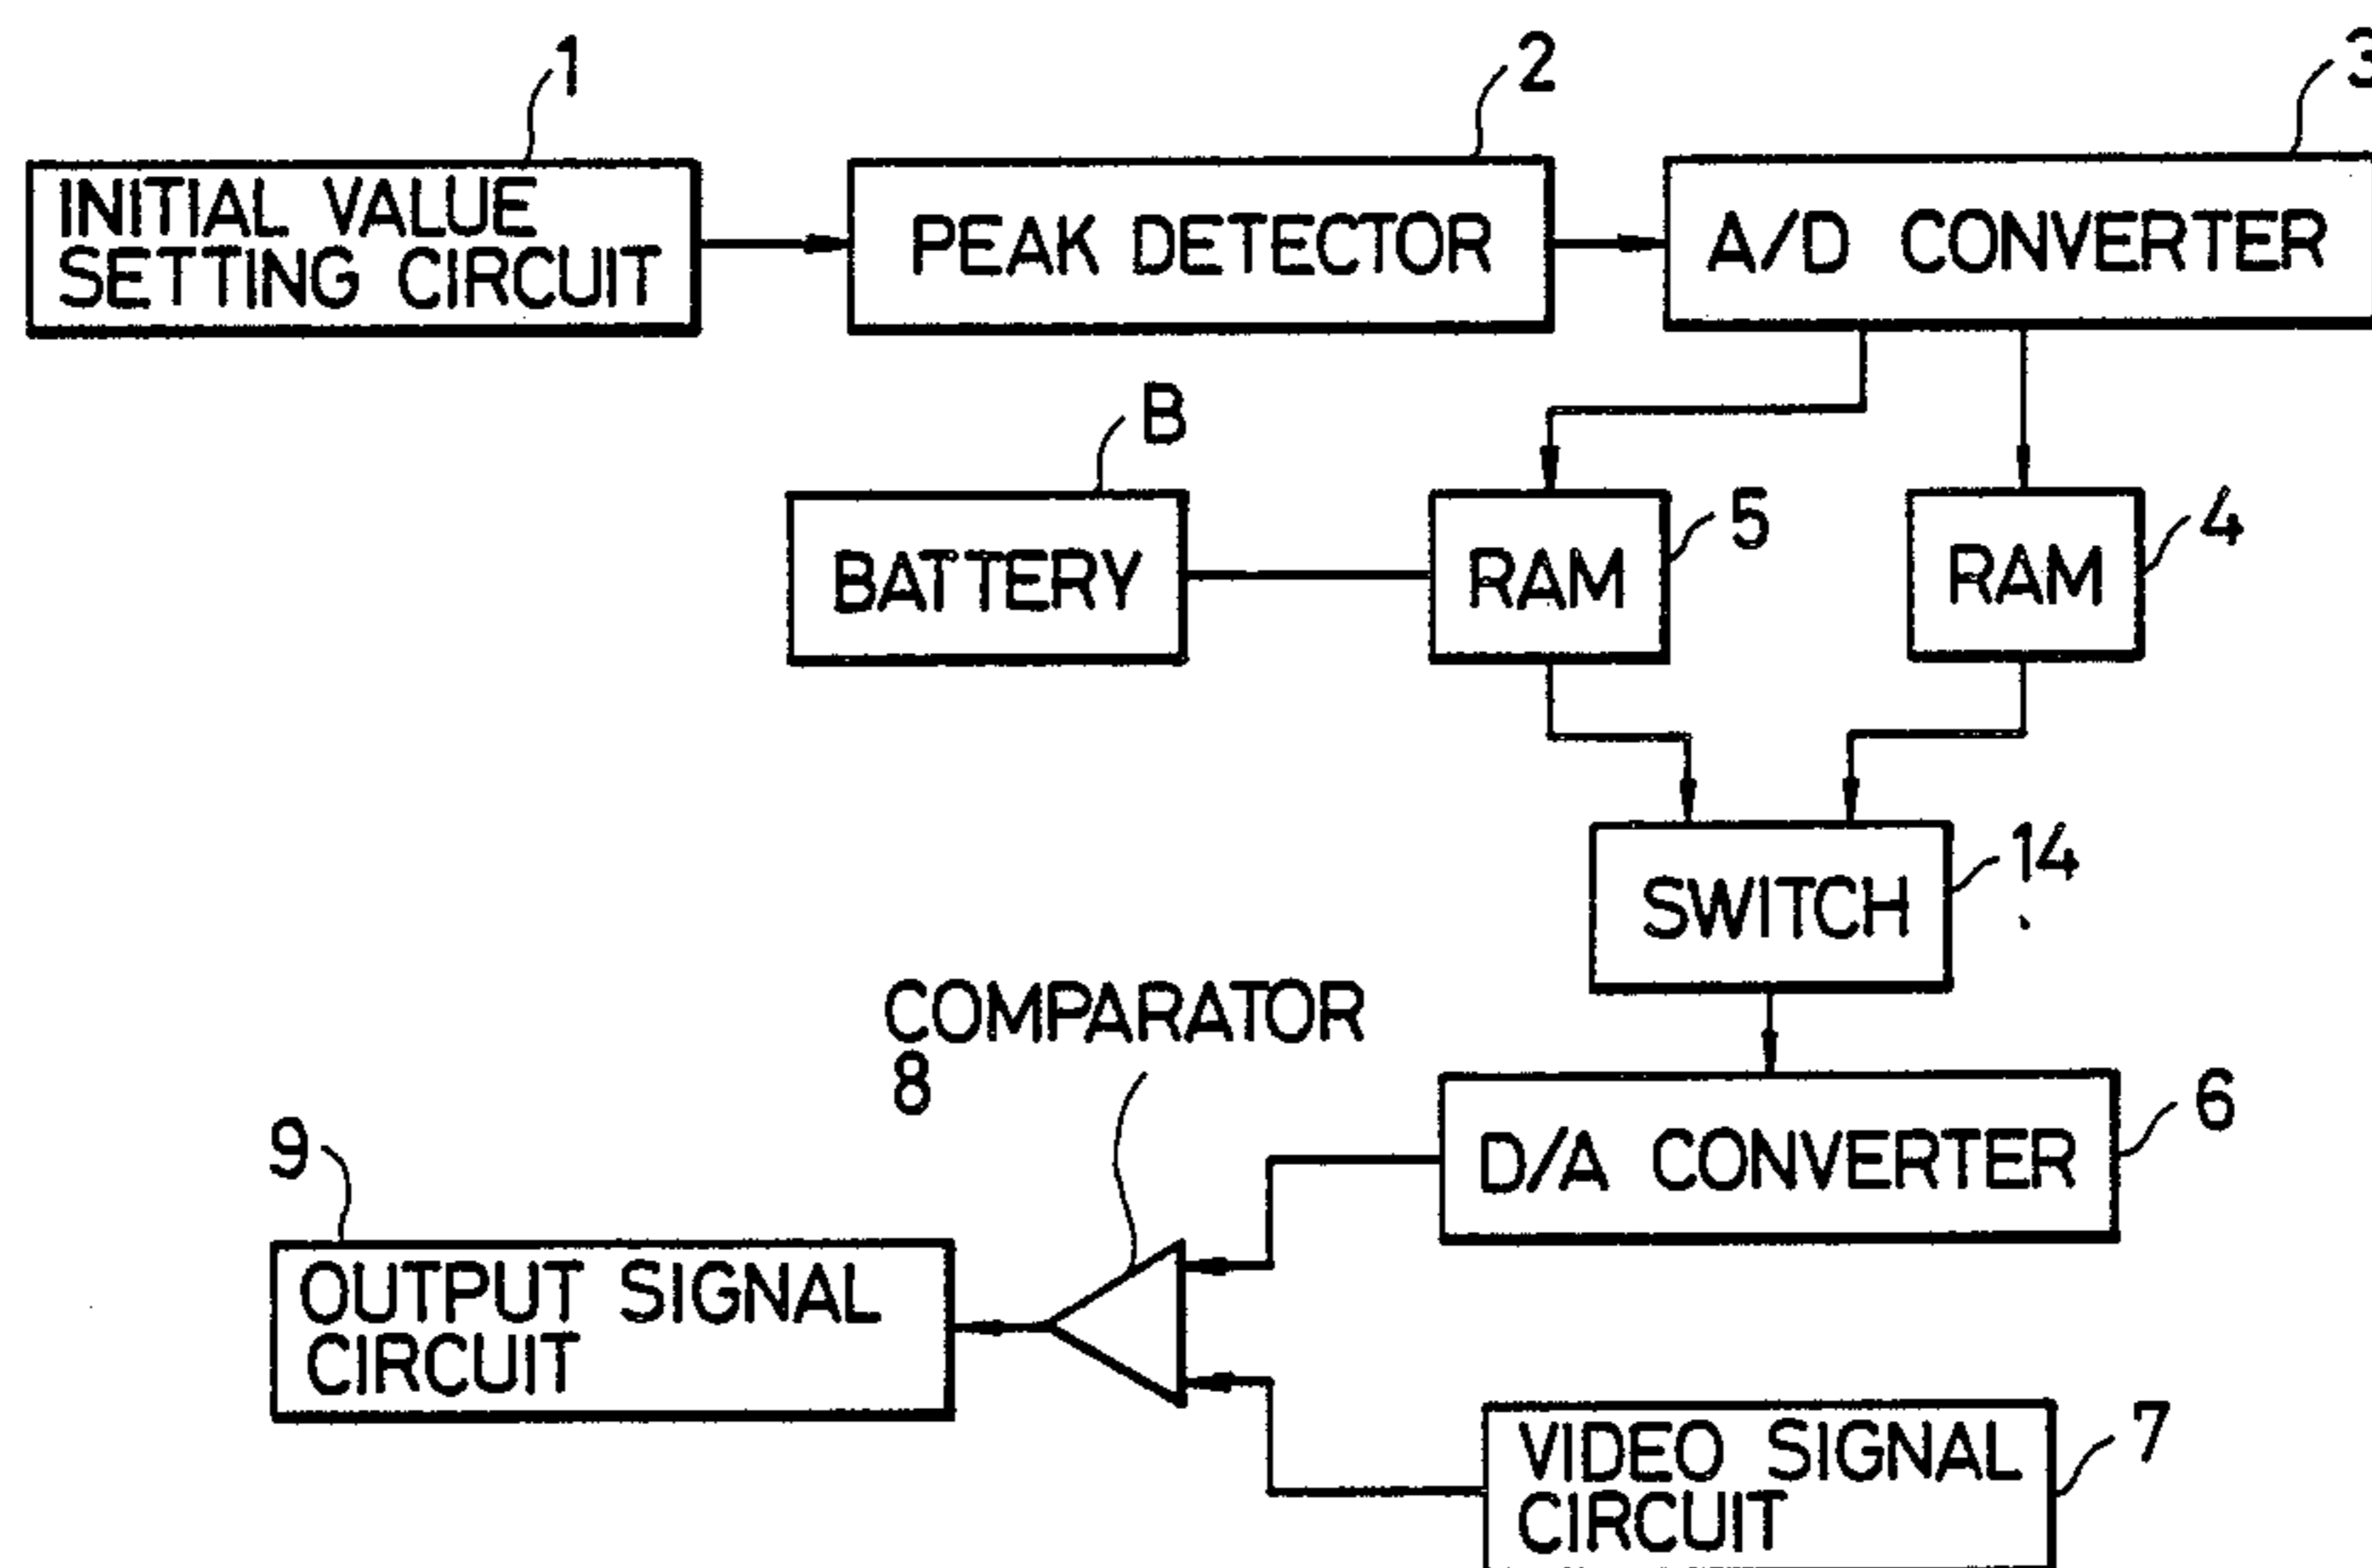 1
2
3
INITIAL VALUE
SETTING CIRCUIT
PEAK DETECTOR
A/D CONVERTER
B
BATTERY
RAM
5
RAM
4
SWITCH
14
COMPARATOR
8
D/A CONVERTER
6
9
OUTPUT SIGNAL
CIRCUIT
VIDEO SIGNAL
CIRCUIT
7